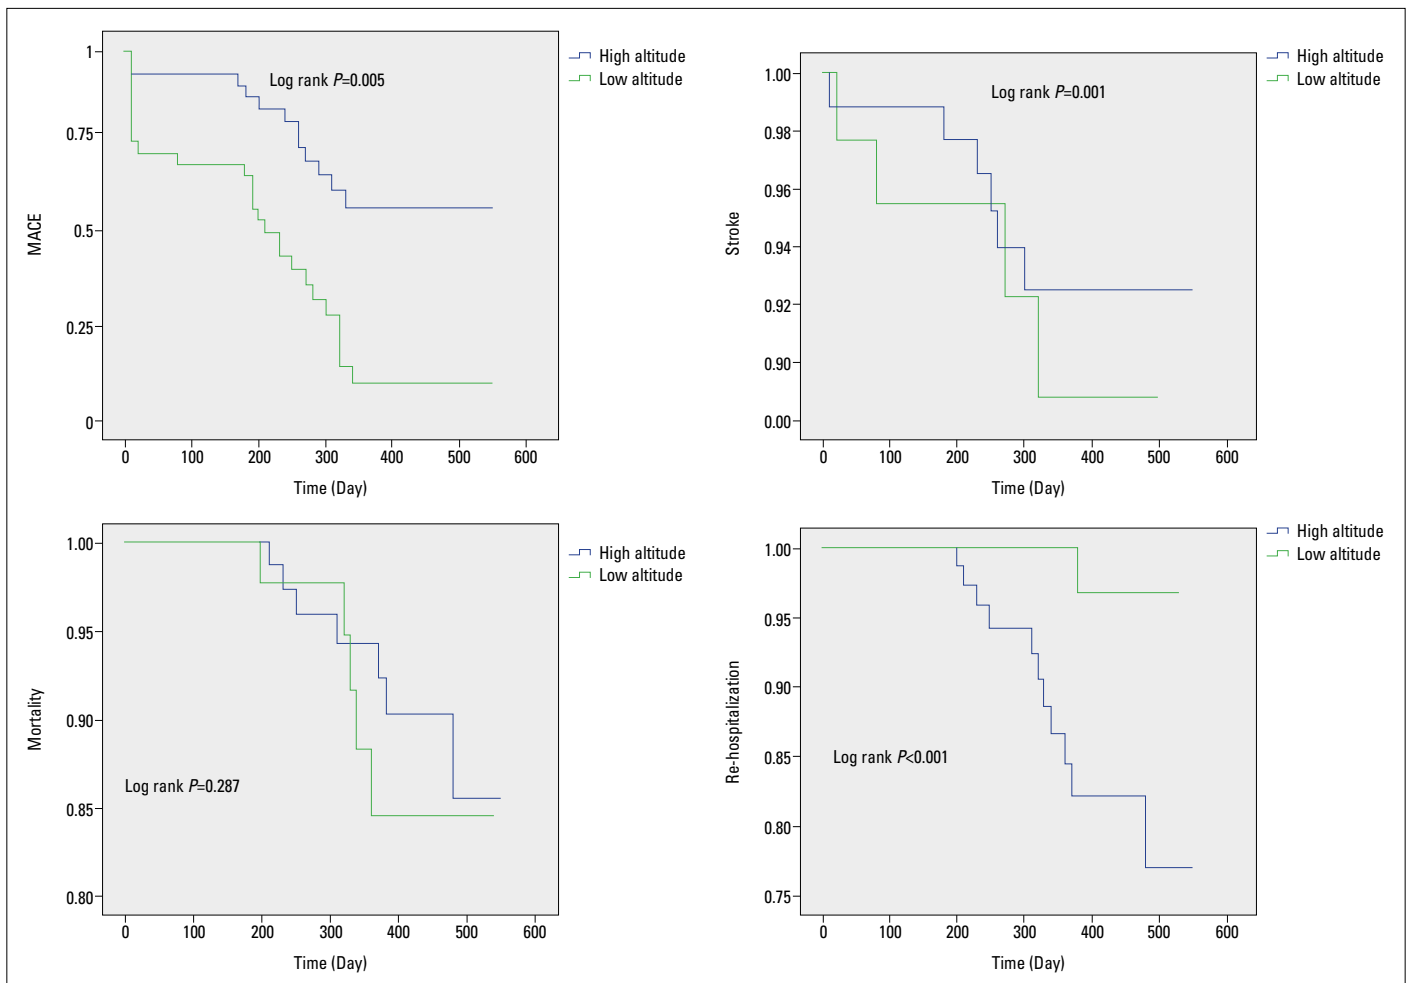 High altitude
Low altitude
Log rank P=0.005
MACE
1
0.75
0.5
0.25
0
0 100 200 300 400 500 600
Time (Day)
High altitude
Low altitude
Log rank P=0.001
Stroke
1.00
0.98
0.96
0.94
0.92
0.90
0.00
0 100 200 300 400 500 600
Time (Day)
High altitude
Low altitude
Log rank P=0.287
Mortality
1.00
0.95
0.90
0.85
0.80
0 100 200 300 400 500 600
Time (Day)
High altitude
Low altitude
Log rank P<0.001
Re-hospitalization
1.00
0.95
0.90
0.85
0.80
0.75
0 100 200 300 400 500 600
Time (Day)